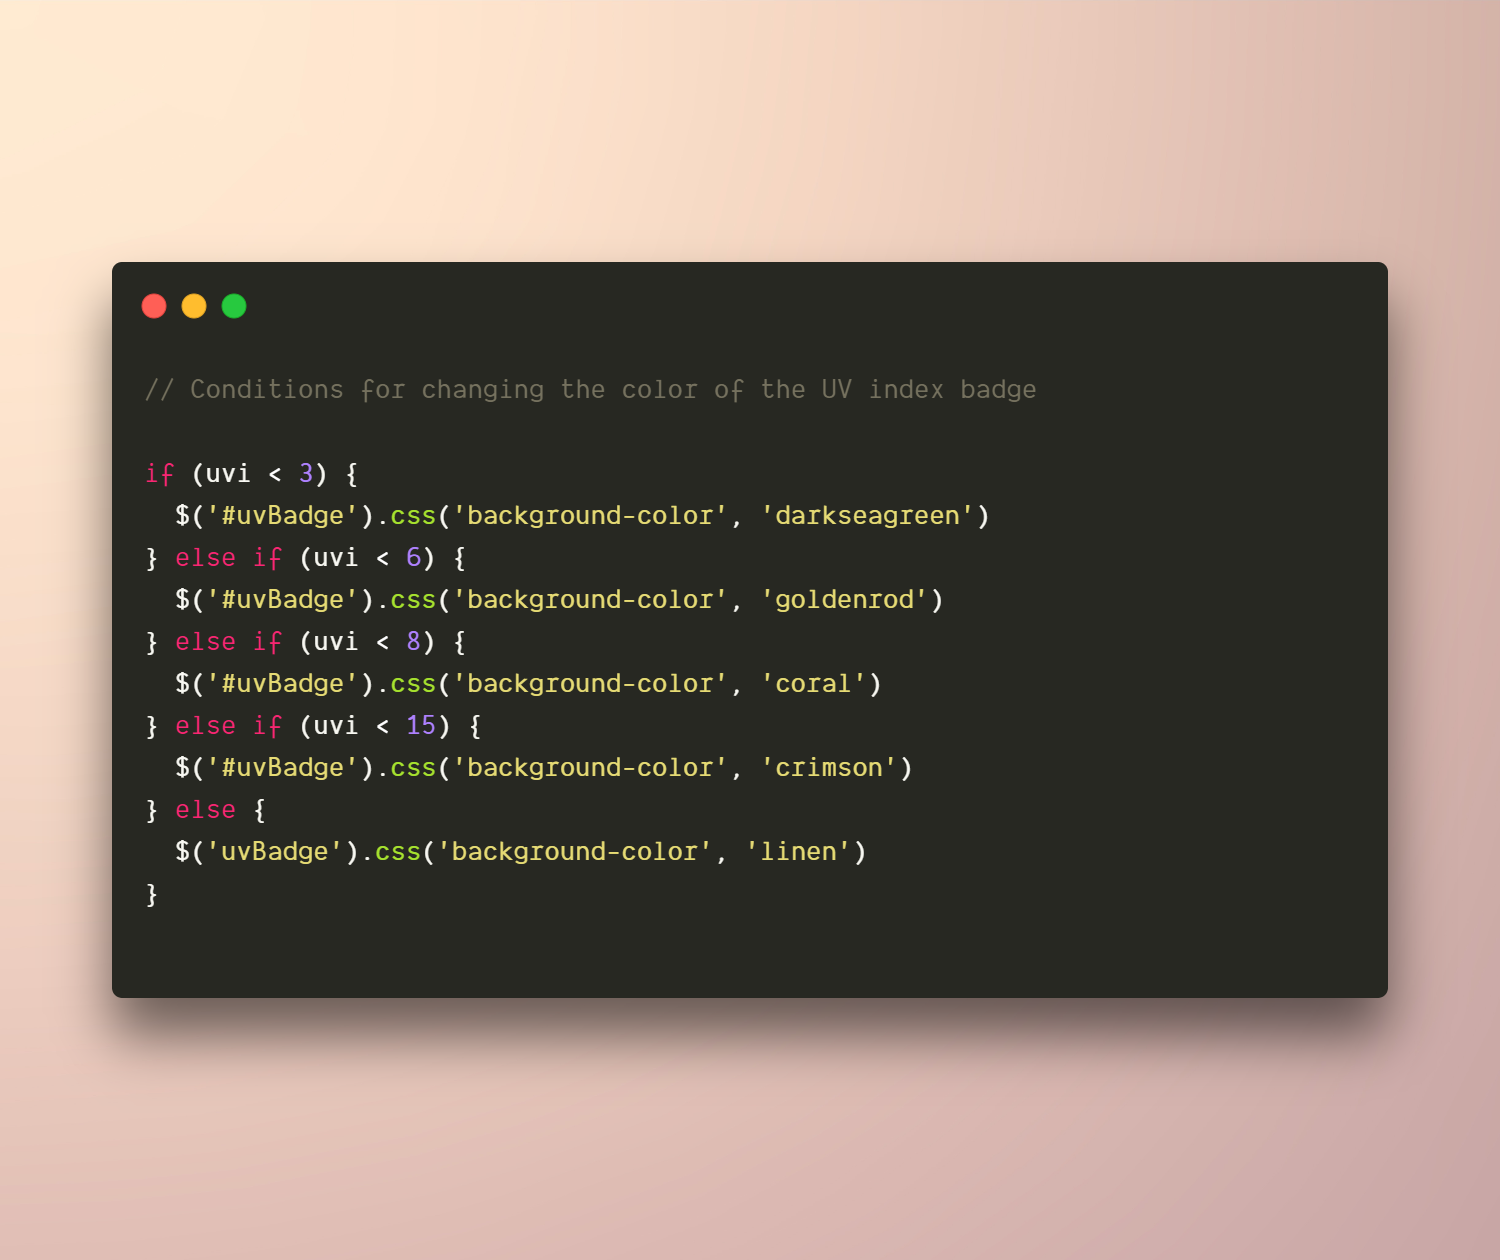 // Conditions for changing the color of the UV index badge
if (uvi < 3) {
  $('#uvBadge').css('background-color', 'darkseagreen')
} else if (uvi < 6) {
  $('#uvBadge').css('background-color', 'goldenrod')
} else if (uvi < 8) {
  $('#uvBadge').css('background-color', 'coral')
} else if (uvi < 15) {
  $('#uvBadge').css('background-color', 'crimson')
} else {
  $('uvBadge').css('background-color', 'linen')
}